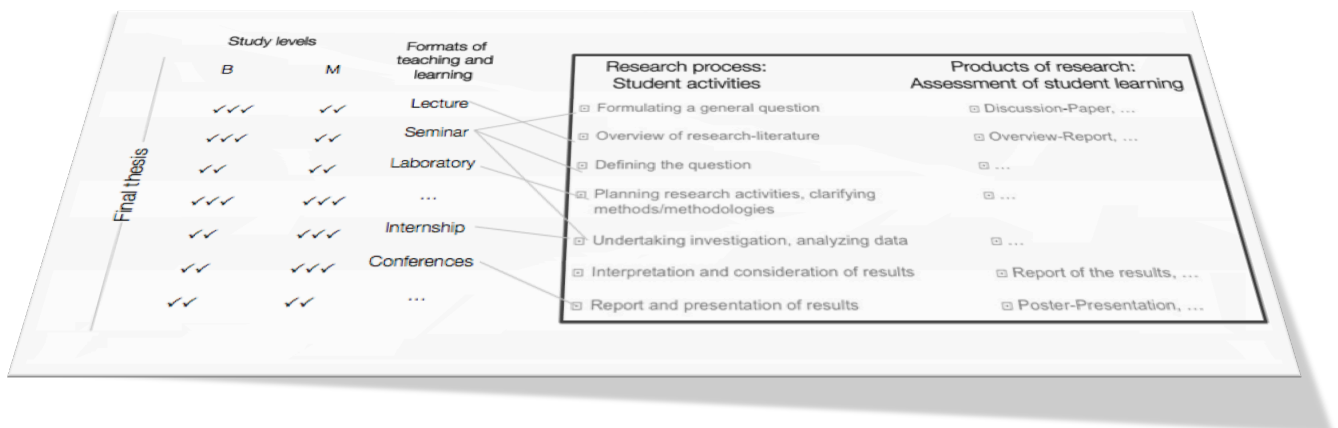 Study levels
B M
Formats of
teaching and
learning
Research process:
Student activities
Products of research:
Assessment of student learning
Final thesis
✓✓✓ ✓✓ Lecture Formulating a general question Discussion-Paper, ...
✓✓✓ ✓✓ Seminar Overview of research-literature Overview-Report, ...
✓✓ ✓✓ Laboratory Defining the question ...
✓✓✓ ✓✓✓ ... Planning research activities, clarifying ...
methods/methodologies
✓✓ ✓✓✓ Internship Undertaking investigation, analyzing data ...
✓✓ ✓✓✓ Conferences Interpretation and consideration of results Report of the results, ...
✓✓ ✓✓ ... Report and presentation of results Poster-Presentation, ...